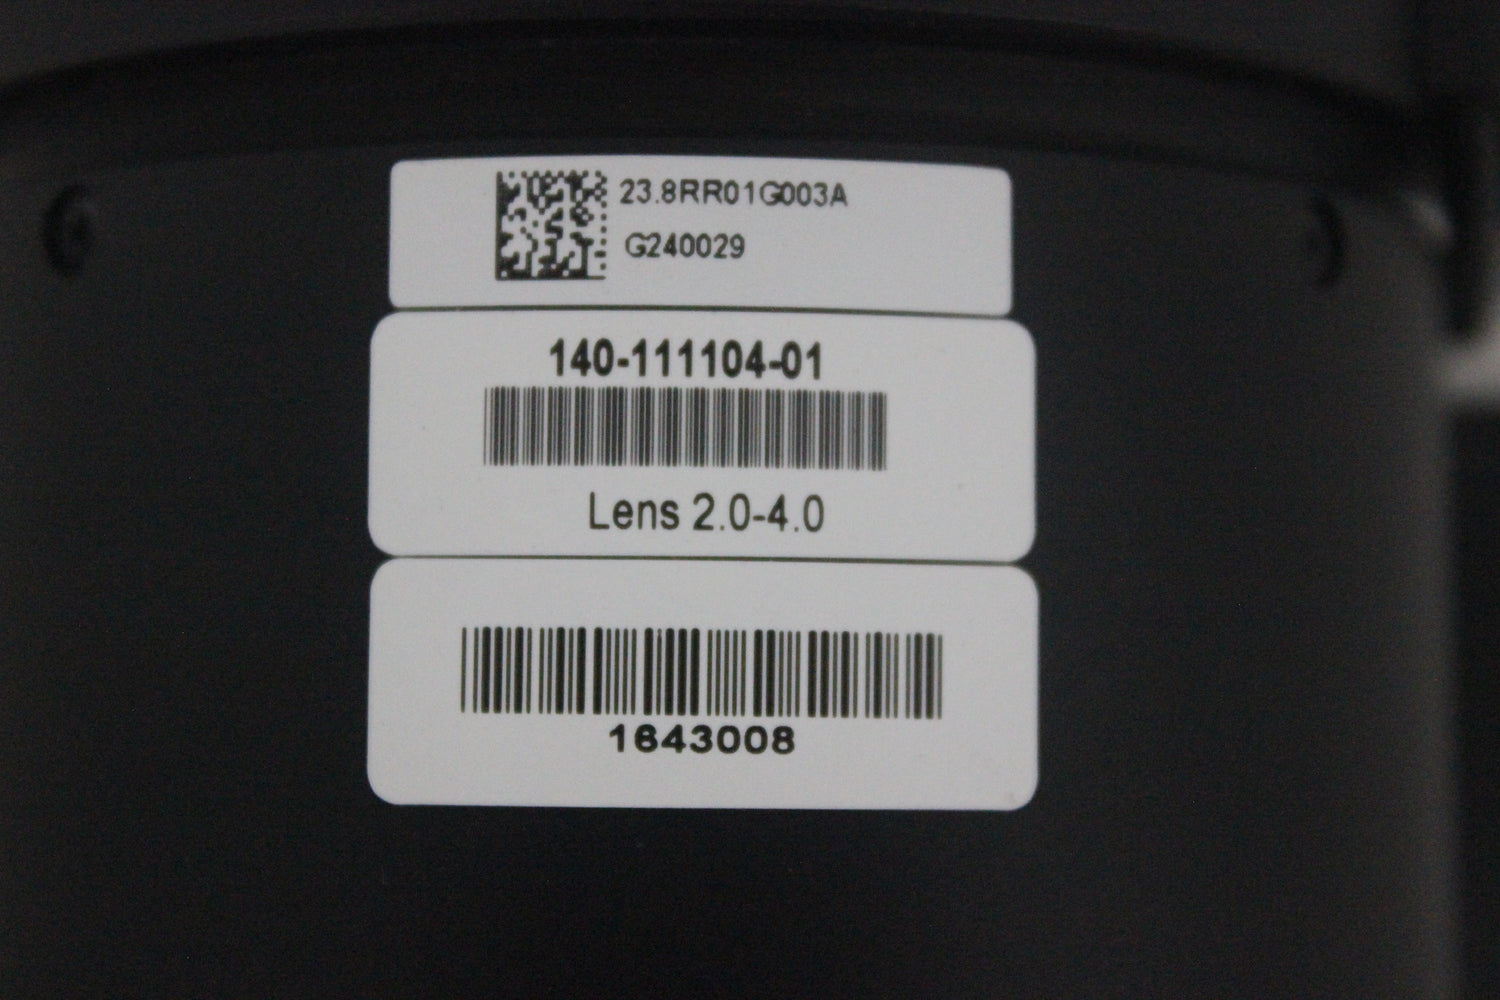 23.8RR01G003A
G240029
140-111104-01
Lens 2.0-4.0
1643008